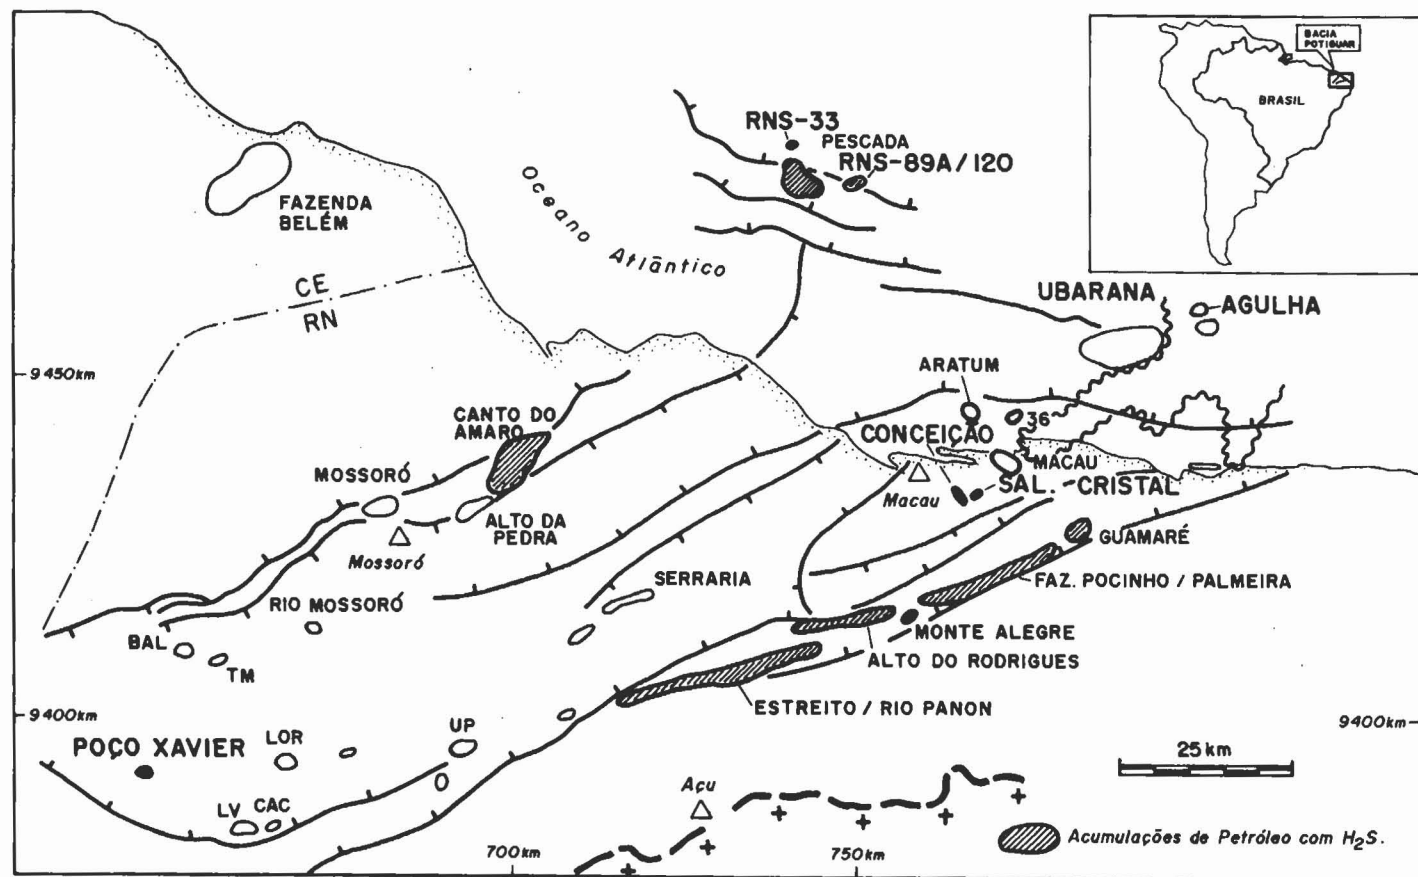 BACIA
POTIGUAR
BRASIL
RNS-33
PESCADA
RNS-89A/120
FAZENDA
BELÉM
Oceano
Atlântico
CE
RN
UBARANA
AGULHA
9 450km
ARATUM
CANTO DO
AMARO
36
CONCEIÇÃO
MACAU
MOSSORÓ
Macau
SAL. CRISTAL
ALTO DA
PEDRA
Mossoró
GUAMARÉ
SERRARIA
FAZ. POCINHO / PALMEIRA
RIO MOSSORÓ
BAL
MONTE ALEGRE
TM
ALTO DO RODRIGUES
ESTREITO / RIO PANON
9400km
9400km
UP
POÇO XAVIER
LOR
25km
Açu
LV
CAC
Acumulações de Petróleo com H2S.
700km
750km